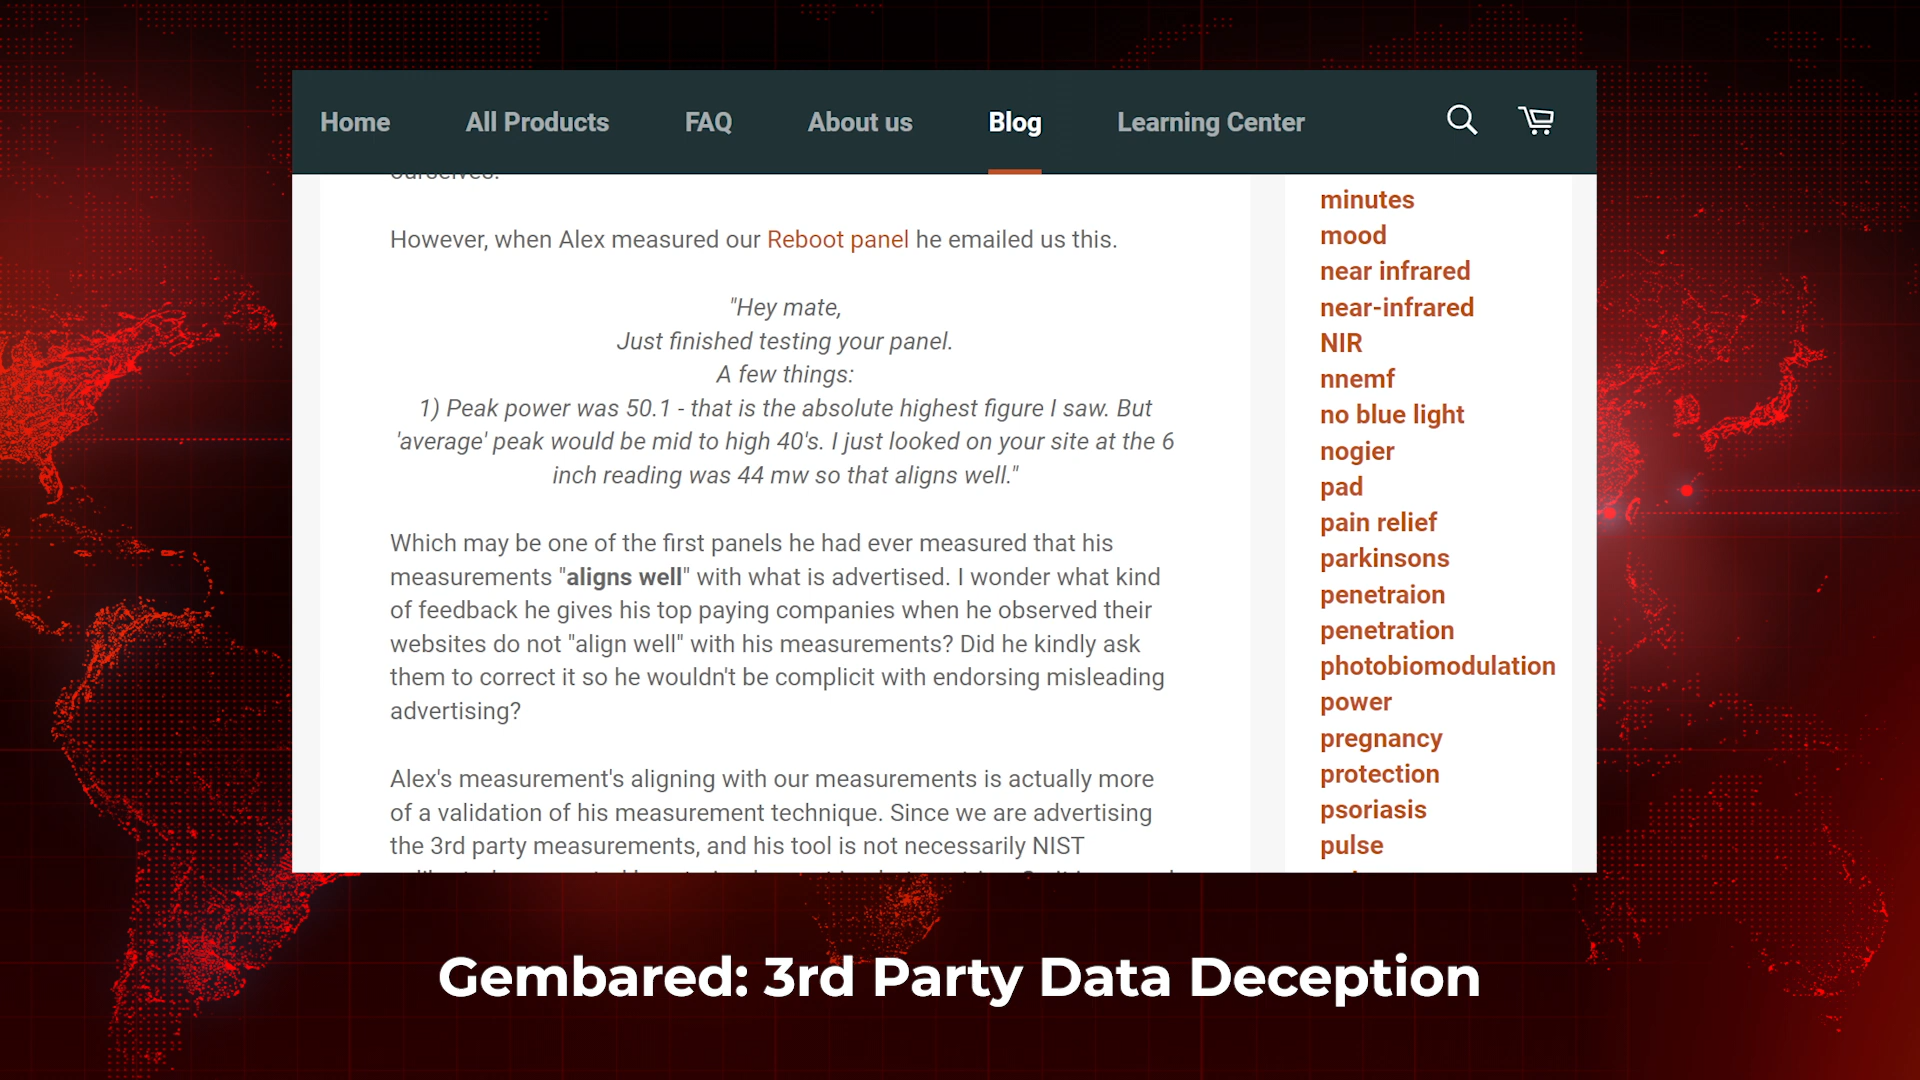 Home All Products FAQ About us Blog Learning Center
ourselves.
However, when Alex measured our Reboot panel he emailed us this.
"Hey mate,
Just finished testing your panel.
A few things:
1) Peak power was 50.1 - that is the absolute highest figure I saw. But
'average' peak would be mid to high 40's. I just looked on your site at the 6
inch reading was 44 mw so that aligns well."
Which may be one of the first panels he had ever measured that his
measurements "aligns well" with what is advertised. I wonder what kind
of feedback he gives his top paying companies when he observed their
websites do not "align well" with his measurements? Did he kindly ask
them to correct it so he wouldn't be complicit with endorsing misleading
advertising?
Alex's measurement's aligning with our measurements is actually more
of a validation of his measurement technique. Since we are advertising
the 3rd party measurements, and his tool is not necessarily NIST
minutes
mood
near infrared
near-infrared
NIR
nnemf
no blue light
nogier
pad
pain relief
parkinsons
penetraion
penetration
photobiomodulation
power
pregnancy
protection
psoriasis
pulse
Gembared: 3rd Party Data Deception